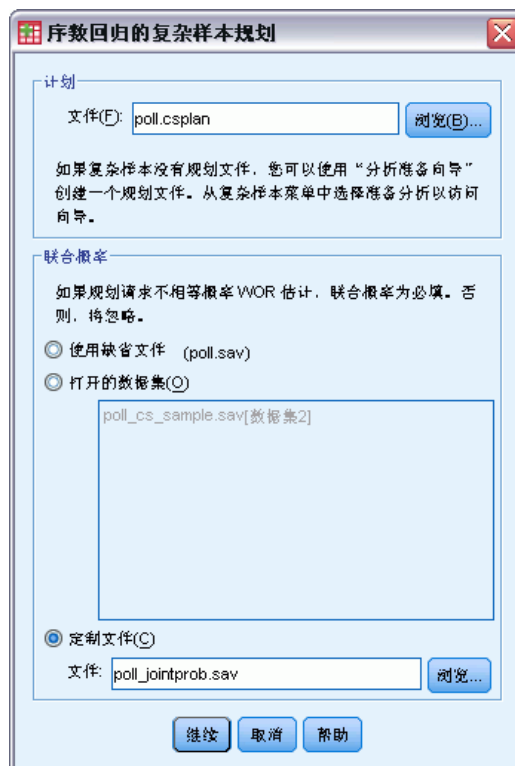 序数回归的复杂样本规划
计划
文件(F): poll.csplan 浏览(B)...
如果复杂样本没有规划文件，您可以使用“分析准备向导”
创建一个规划文件。从复杂样本菜单中选择准备分析以访问
向导。
联合概率
如果规划请求不相等概率 WOR 估计，联合概率为必填。否
则，将忽略。
使用缺省文件 (poll.sav)
打开的数据集(O)
poll_cs_sample.sav[数据集2]
定制文件(C)
文件: poll_jointprob.sav 浏览...
继续 取消 帮助